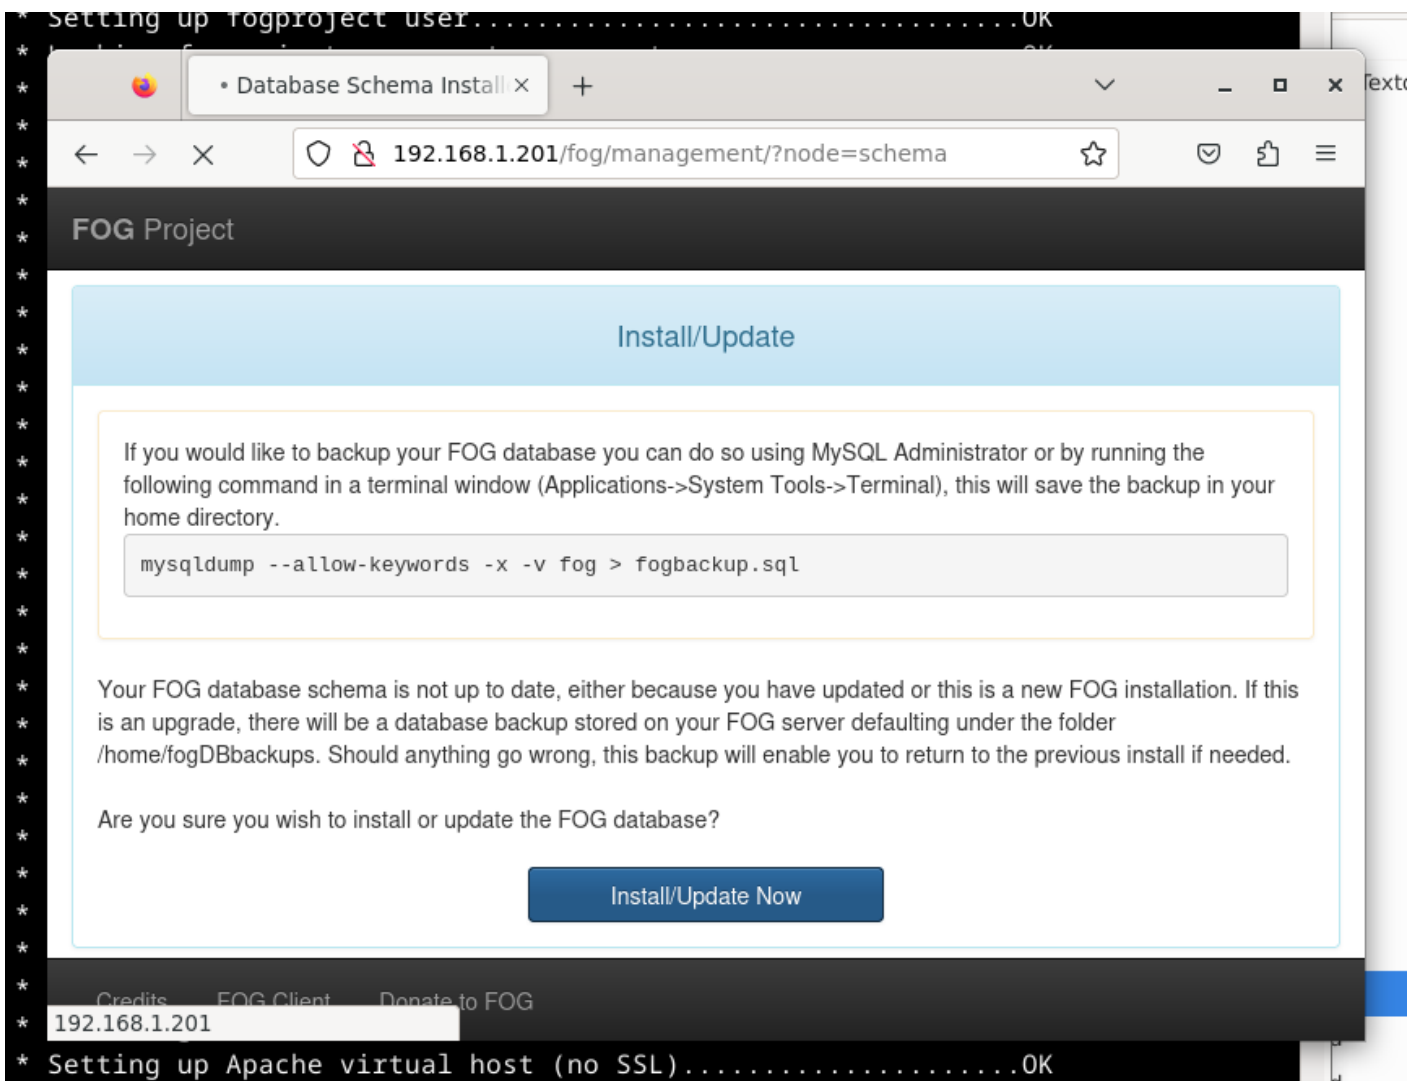 * Setting up fogproject user.................................OK
Database Schema Install
Texto
192.168.1.201/fog/management/?node=schema
FOG Project
Install/Update
If you would like to backup your FOG database you can do so using MySQL Administrator or by running the
following command in a terminal window (Applications->System Tools->Terminal), this will save the backup in your
home directory.
mysqldump --allow-keywords -x -v fog > fogbackup.sql
Your FOG database schema is not up to date, either because you have updated or this is a new FOG installation. If this
is an upgrade, there will be a database backup stored on your FOG server defaulting under the folder
/home/fogDBbackups. Should anything go wrong, this backup will enable you to return to the previous install if needed.
Are you sure you wish to install or update the FOG database?
Install/Update Now
Credits FOG Client Donate to FOG
192.168.1.201
* Setting up Apache virtual host (no SSL)....................OK